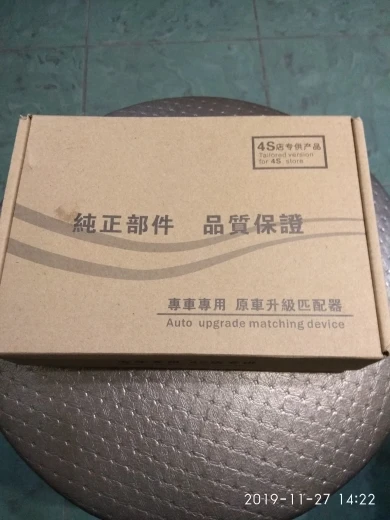 4S店专供产品
Tailored version
for 4S store
純正部件 品質保證
專車專用 原車升級匹配器
Auto upgrade matching device
2019-11-27 14:22